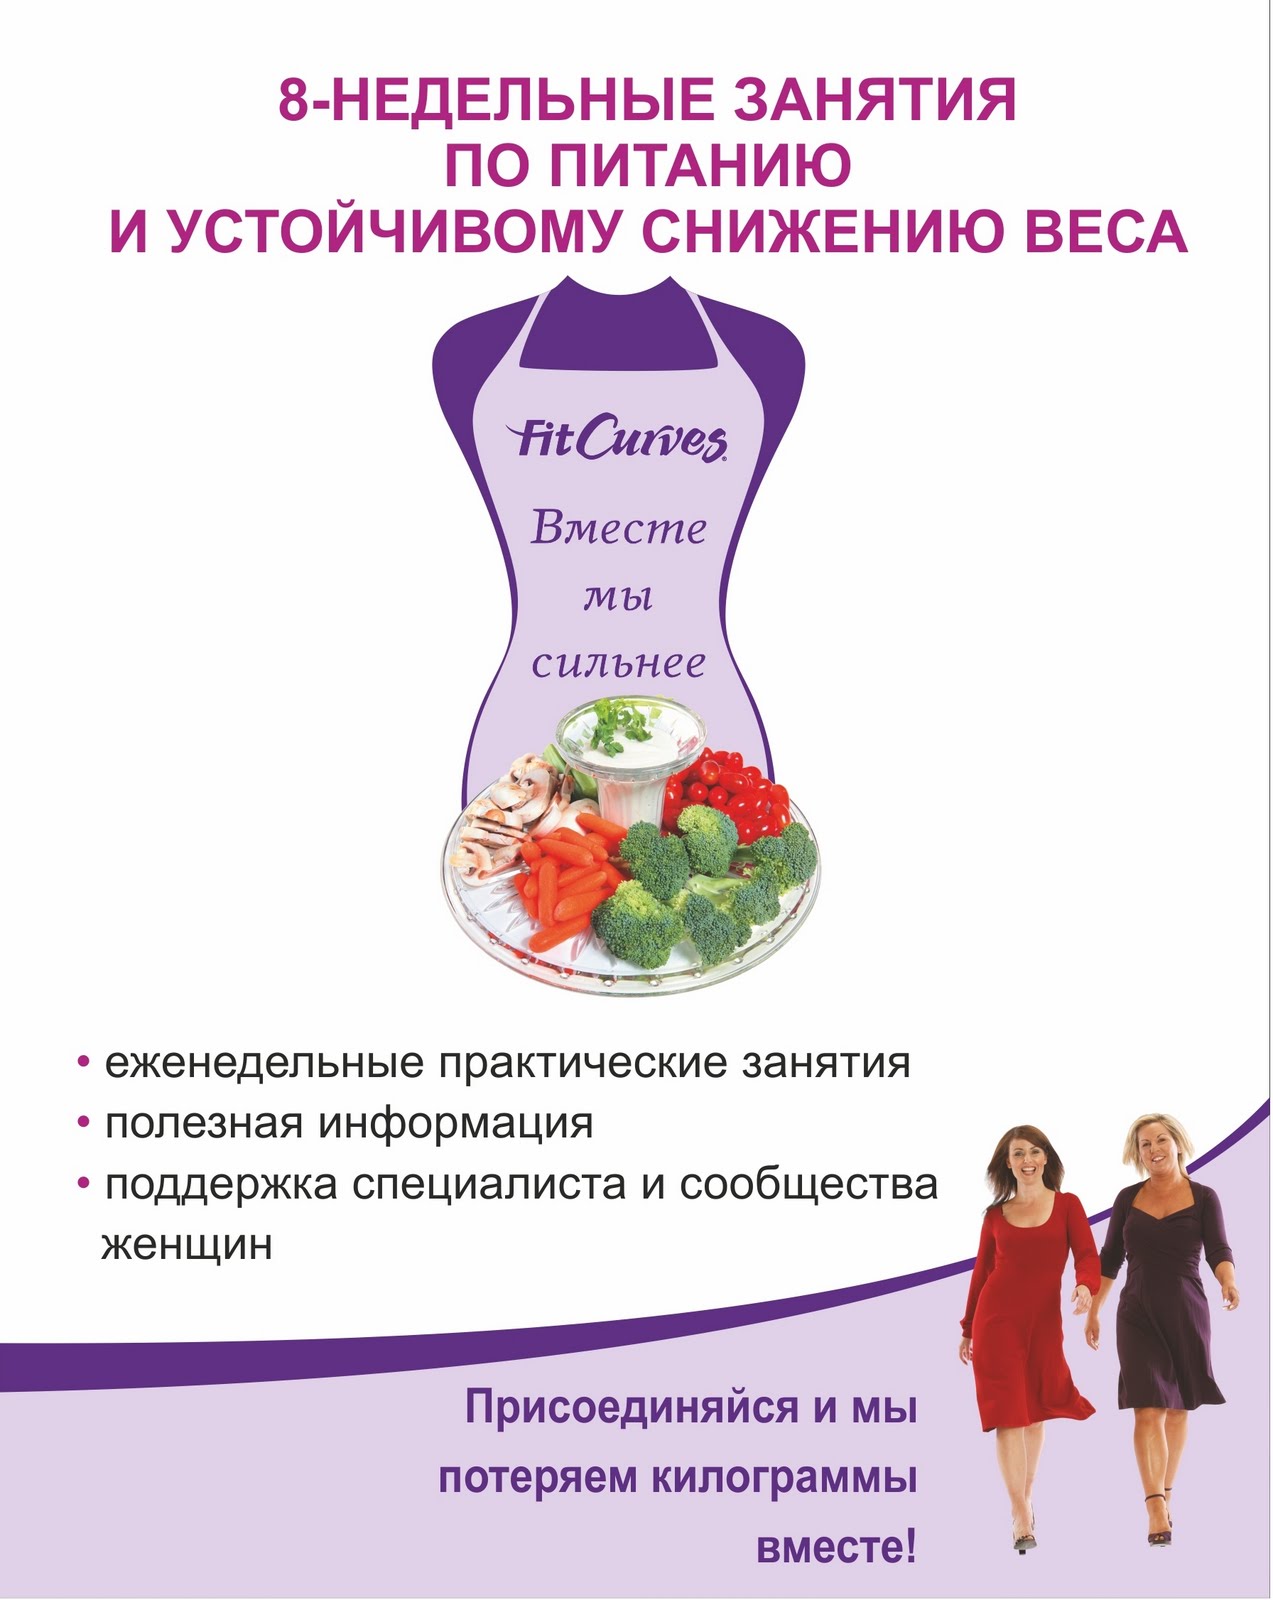 8-НЕДЕЛЬНЫЕ ЗАНЯТИЯ
ПО ПИТАНИЮ
И УСТОЙЧИВОМУ СНИЖЕНИЮ ВЕСА
FitCurves®
Вместе
мы
сильнее
• еженедельные практические занятия
• полезная информация
• поддержка специалиста и сообщества
женщин
Присоединяйся и мы
потеряем килограммы
вместе!